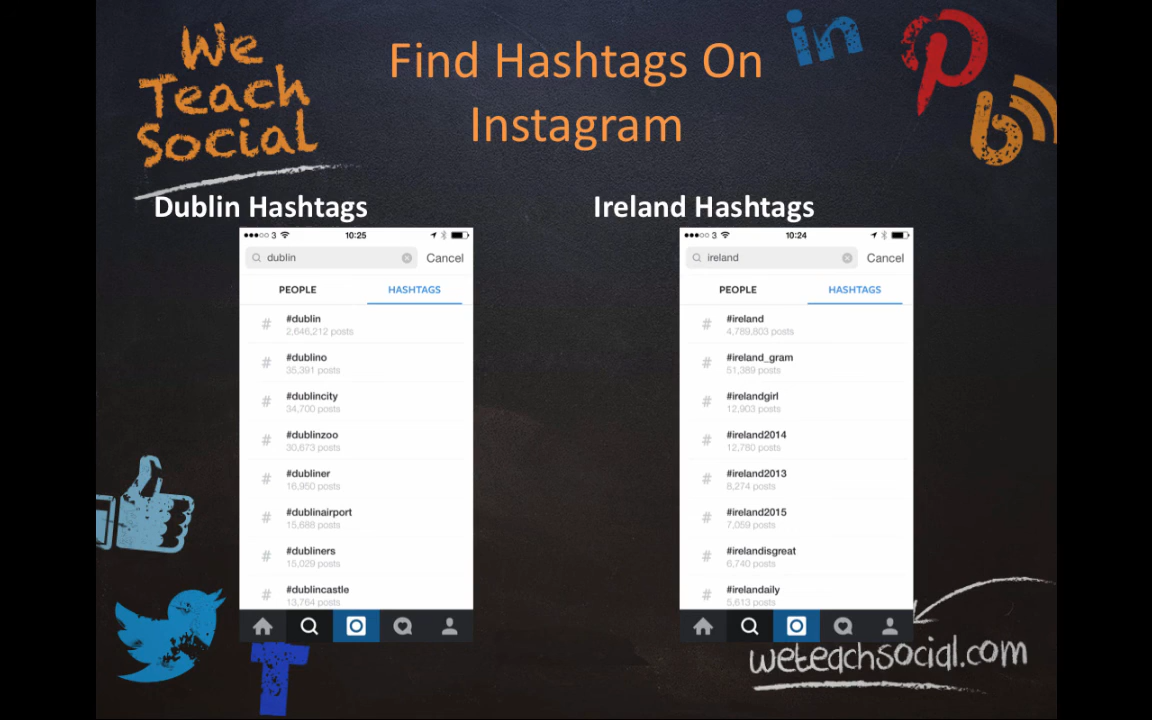 We
Teach
Social
Find Hashtags On
Instagram
in
Dublin Hashtags
3 10:25
dublin Cancel
PEOPLE HASHTAGS
# #dublin
2,646,212 posts
# #dublino
35,391 posts
# #dublincity
34,700 posts
# #dublinzoo
30,673 posts
# #dubliner
16,950 posts
# #dublinairport
15,688 posts
# #dubliners
15,029 posts
# #dublincastle
13,764 posts
Ireland Hashtags
3 10:24
ireland Cancel
PEOPLE HASHTAGS
# #ireland
4,789,803 posts
# #ireland_gram
51,389 posts
# #irelandgirl
12,903 posts
# #ireland2014
12,780 posts
# #ireland2013
8,274 posts
# #ireland2015
7,059 posts
# #irelandisgreat
6,740 posts
# #irelandaily
5,613 posts
weteachsocial.com